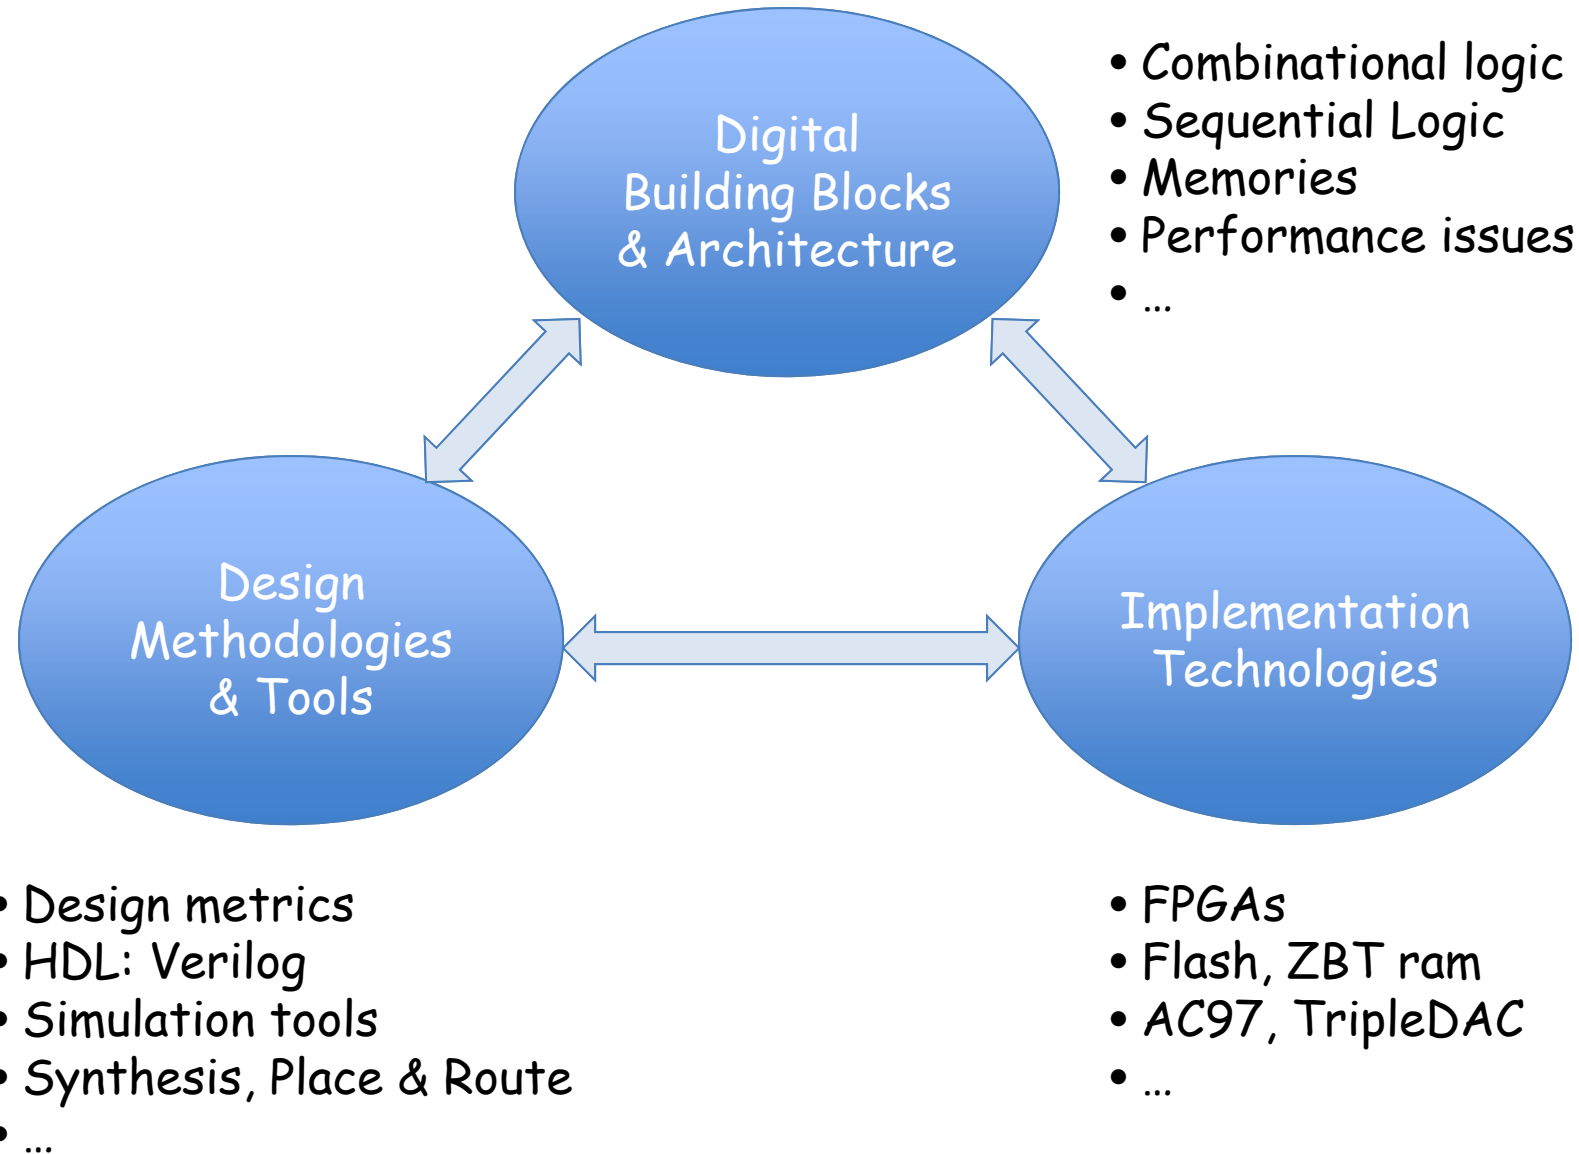 Digital
Building Blocks
& Architecture
• Combinational logic
• Sequential Logic
• Memories
• Performance issues
• ...
Design
Methodologies
& Tools
Implementation
Technologies
• Design metrics
• HDL: Verilog
• Simulation tools
• Synthesis, Place & Route
• ...
• FPGAs
• Flash, ZBT ram
• AC97, TripleDAC
• ...